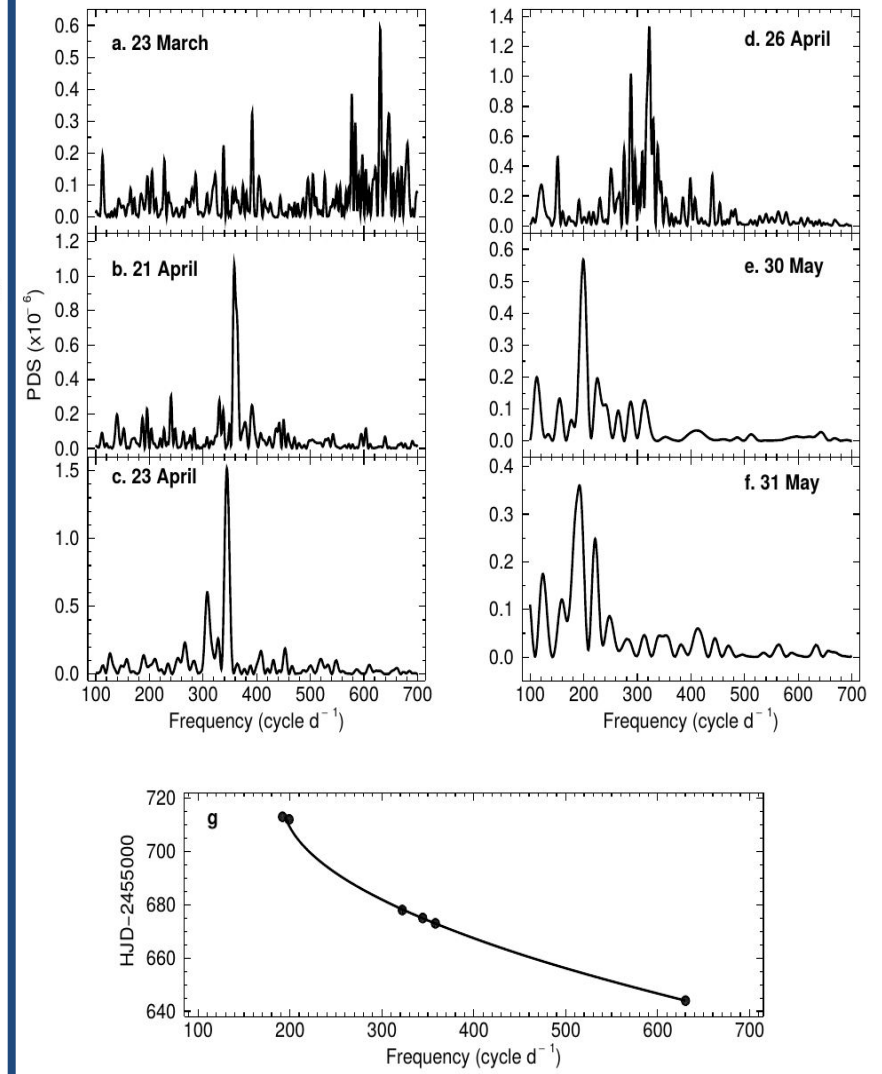 a. 23 March
0.6
0.5
0.4
0.3
0.2
0.1
0.0
b. 21 April
1.2
1.0
0.8
0.6
0.4
0.2
0.0
PDS (x10⁻⁶)
c. 23 April
1.5
1.0
0.5
0.0
100 200 300 400 500 600 700
Frequency (cycle d⁻¹)
d. 26 April
1.4
1.2
1.0
0.8
0.6
0.4
0.2
0.0
e. 30 May
0.6
0.5
0.4
0.3
0.2
0.1
0.0
f. 31 May
0.4
0.3
0.2
0.1
0.0
100 200 300 400 500 600 700
Frequency (cycle d⁻¹)
g
720
700
680
660
640
HJD−2455000
100 200 300 400 500 600 700
Frequency (cycle d⁻¹)